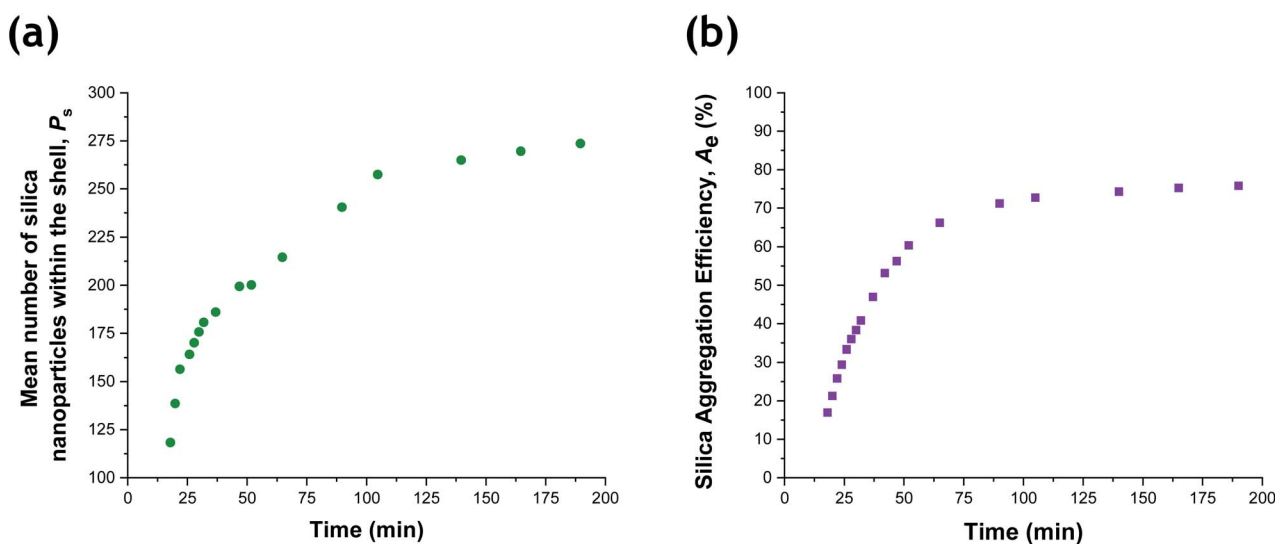 (a)
300
275
250
225
200
175
150
125
100
0 25 50 75 100 125 150 175 200
Mean number of silica
nanoparticles within the shell, Ps
Time (min)
(b)
100
90
80
70
60
50
40
30
20
10
0
0 25 50 75 100 125 150 175 200
Silica Aggregation Efficiency, Ae (%)
Time (min)